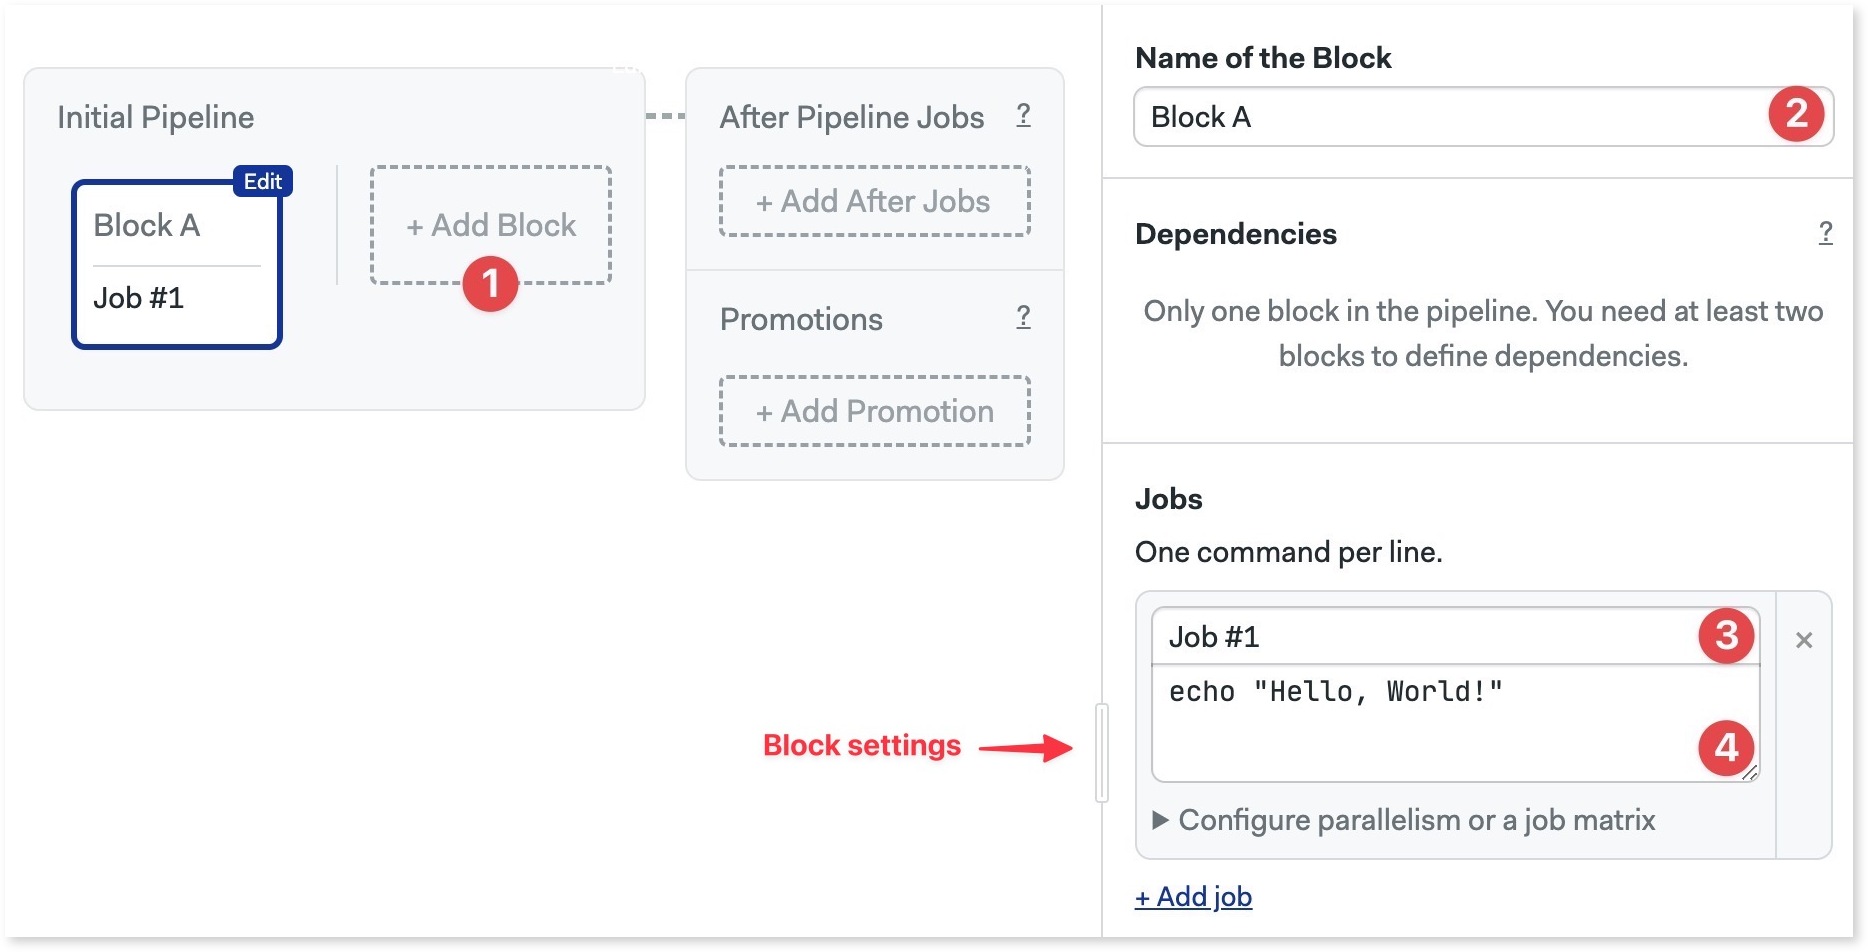 Initial Pipeline
Edit
Block A
Job #1
+ Add Block
1
After Pipeline Jobs ?
+ Add After Jobs
Promotions ?
+ Add Promotion
Block settings
Name of the Block
Block A
2
Dependencies ?
Only one block in the pipeline. You need at least two
blocks to define dependencies.
Jobs
One command per line.
Job #1
3
×
echo "Hello, World!"
4
▶ Configure parallelism or a job matrix
+ Add job